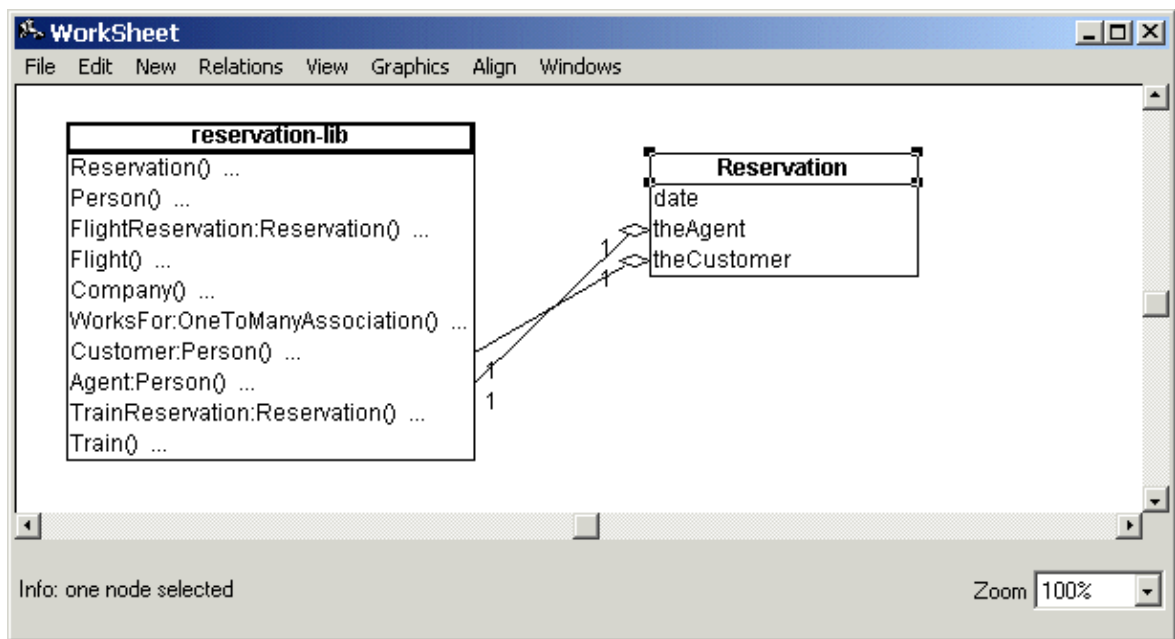 WorkSheet
File Edit New Relations View Graphics Align Windows
reservation-lib
Reservation() ...
Person() ...
FlightReservation:Reservation() ...
Flight() ...
Company() ...
WorksFor:OneToManyAssociation() ...
Customer:Person() ...
Agent:Person() ...
TrainReservation:Reservation() ...
Train() ...
1
1
1
1
Reservation
date
theAgent
theCustomer
Info: one node selected
Zoom 100%